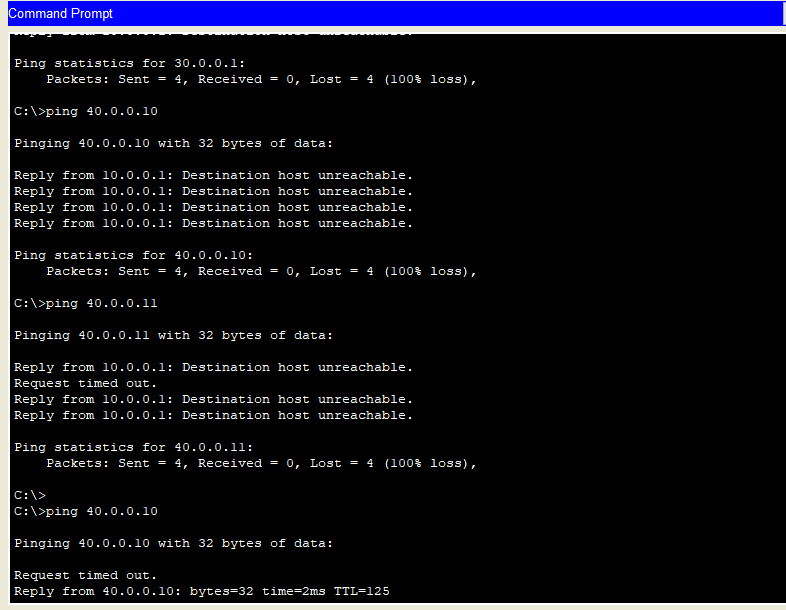 Command Prompt
Ping statistics for 30.0.0.1:
    Packets: Sent = 4, Received = 0, Lost = 4 (100% loss),
C:\>ping 40.0.0.10
Pinging 40.0.0.10 with 32 bytes of data:
Reply from 10.0.0.1: Destination host unreachable.
Reply from 10.0.0.1: Destination host unreachable.
Reply from 10.0.0.1: Destination host unreachable.
Reply from 10.0.0.1: Destination host unreachable.
Ping statistics for 40.0.0.10:
    Packets: Sent = 4, Received = 0, Lost = 4 (100% loss),
C:\>ping 40.0.0.11
Pinging 40.0.0.11 with 32 bytes of data:
Reply from 10.0.0.1: Destination host unreachable.
Request timed out.
Reply from 10.0.0.1: Destination host unreachable.
Reply from 10.0.0.1: Destination host unreachable.
Ping statistics for 40.0.0.11:
    Packets: Sent = 4, Received = 0, Lost = 4 (100% loss),
C:\>
C:\>ping 40.0.0.10
Pinging 40.0.0.10 with 32 bytes of data:
Request timed out.
Reply from 40.0.0.10: bytes=32 time=2ms TTL=125